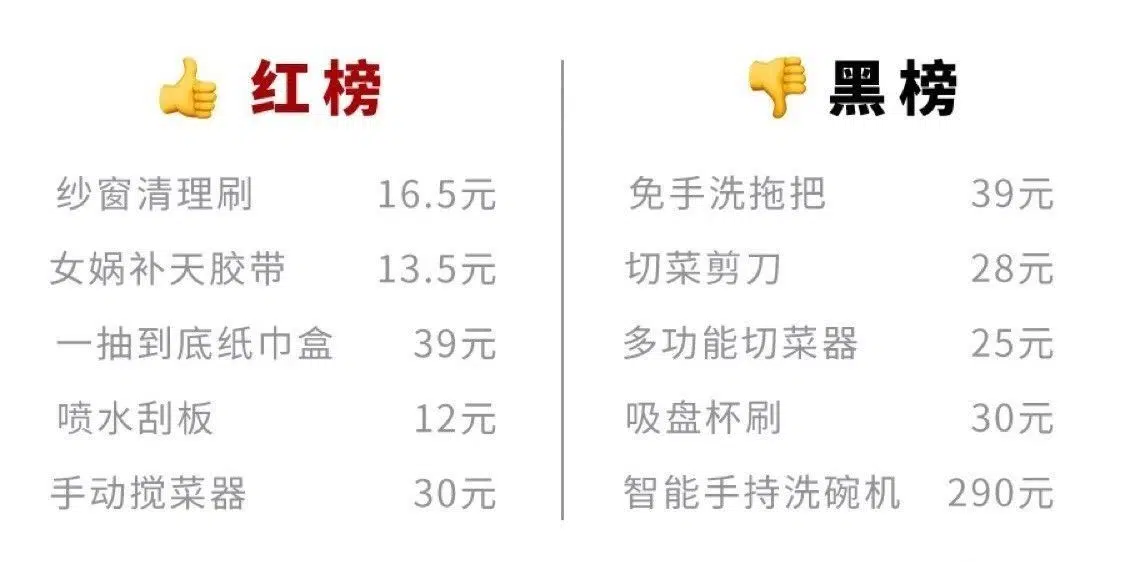 👍 红榜
纱窗清理刷 16.5元
女娲补天胶带 13.5元
一抽到底纸巾盒 39元
喷水刮板 12元
手动搅菜器 30元
👎 黑榜
免手洗拖把 39元
切菜剪刀 28元
多功能切菜器 25元
吸盘杯刷 30元
智能手持洗碗机 290元